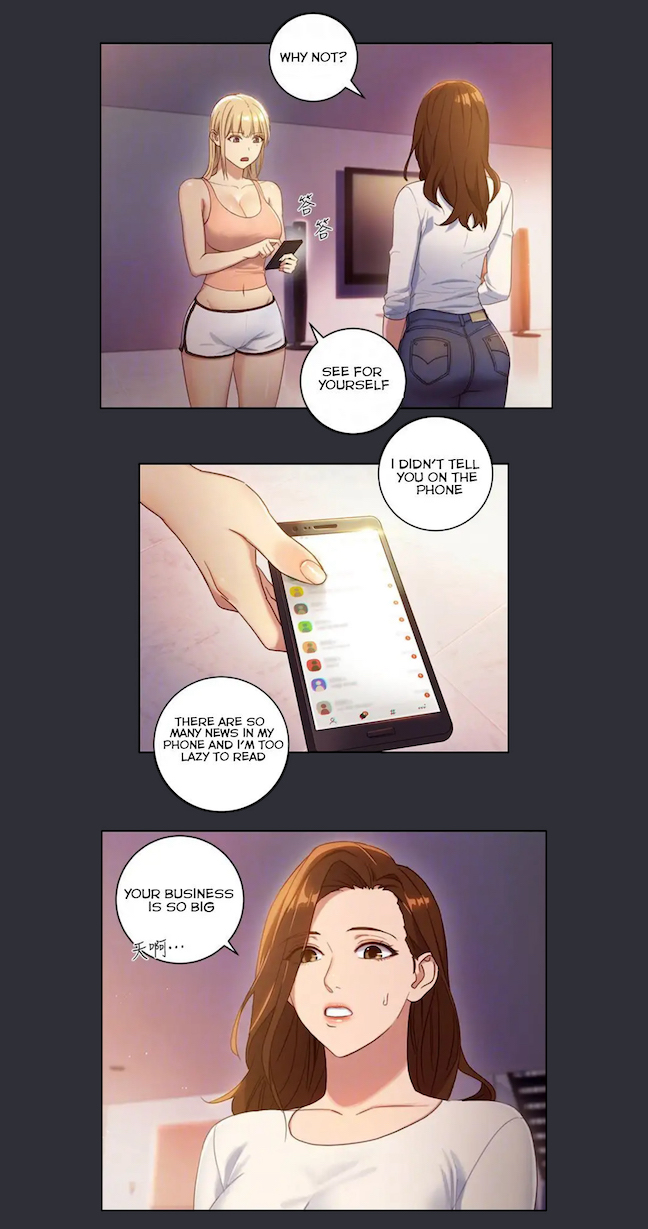 WHY NOT?
答
答
SEE FOR
YOURSELF
I DIDN'T TELL
YOU ON THE
PHONE
THERE ARE SO
MANY NEWS IN MY
PHONE AND I'M TOO
LAZY TO READ
YOUR BUSINESS
IS SO BIG
天啊…